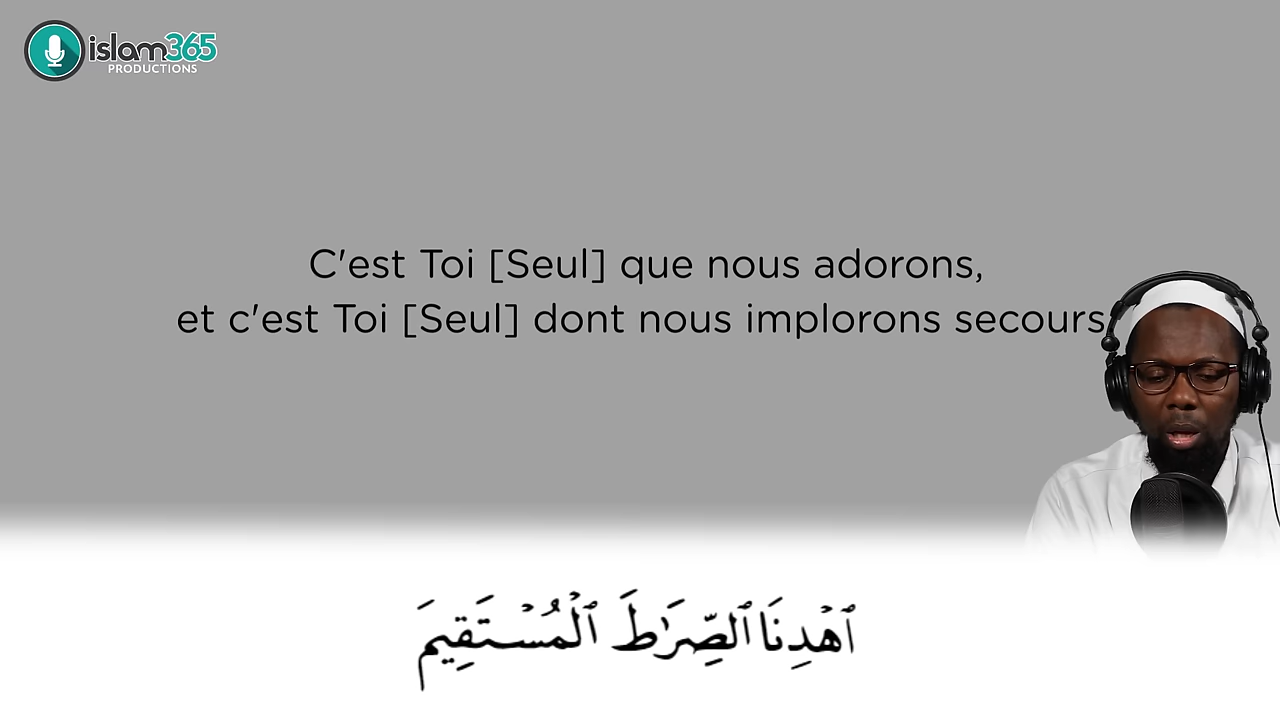 islam365
PRODUCTIONS
C'est Toi [Seul] que nous adorons,
et c'est Toi [Seul] dont nous implorons secours
ٱهْدِنَا ٱلصِّرَٰطَ ٱلْمُسْتَقِيمَ